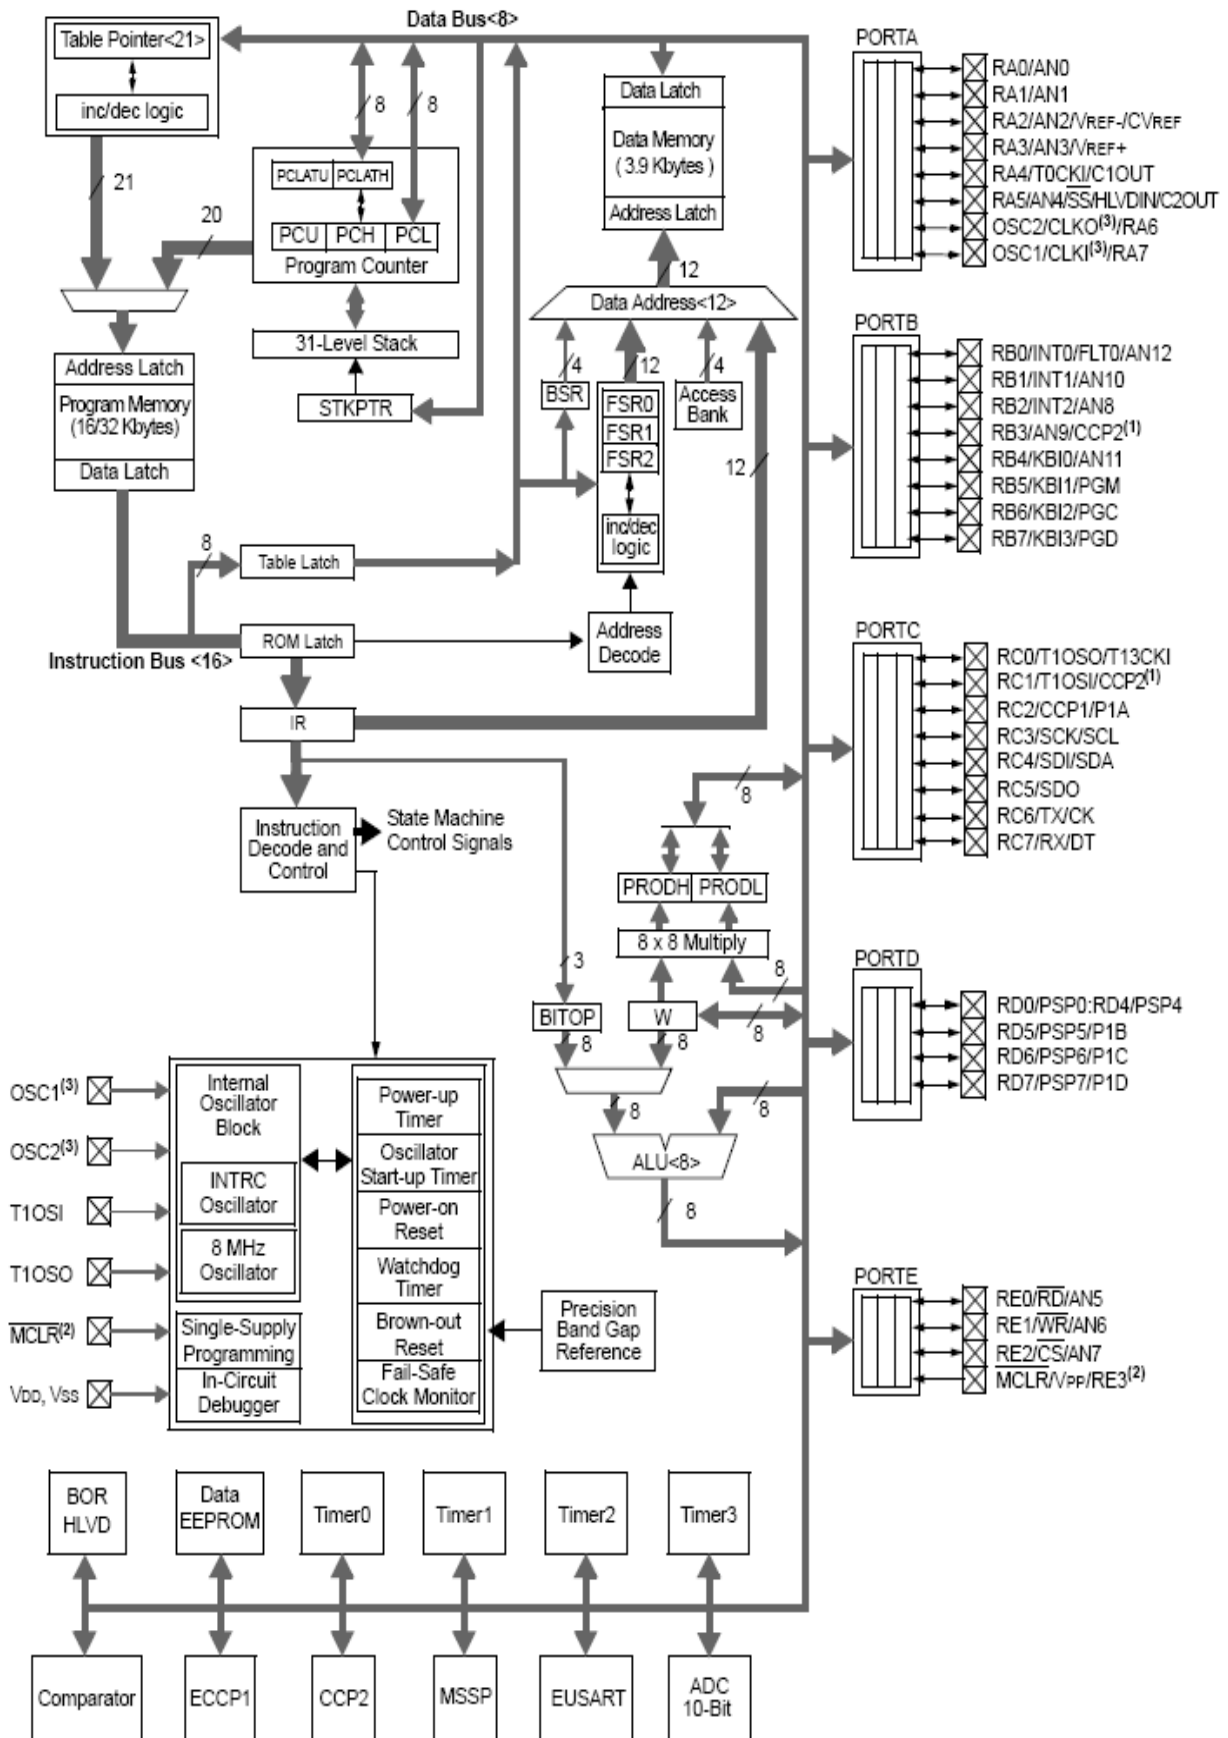 Data Bus<8>
Table Pointer<21>
inc/dec logic
21
20
8
8
PCLATU PCLATH
PCU PCH PCL
Program Counter
31-Level Stack
STKPTR
Address Latch
Program Memory
(16/32 Kbytes)
Data Latch
8
Table Latch
Instruction Bus <16>
ROM Latch
IR
Instruction
Decode and
Control
State Machine
Control Signals
Data Latch
Data Memory
( 3.9 Kbytes )
Address Latch
12
Data Address<12>
4
12
4
BSR
FSR0
FSR1
FSR2
inc/dec
logic
Access
Bank
12
Address
Decode
8
PRODH PRODL
8 x 8 Multiply
3
8
BITOP
W
8
8
8
8
8
ALU<8>
8
OSC1(3)
OSC2(3)
T1OSI
T1OSO
MCLR(2)
VDD, VSS
Internal
Oscillator
Block
INTRC
Oscillator
8 MHz
Oscillator
Single-Supply
Programming
In-Circuit
Debugger
Power-up
Timer
Oscillator
Start-up Timer
Power-on
Reset
Watchdog
Timer
Brown-out
Reset
Fail-Safe
Clock Monitor
Precision
Band Gap
Reference
PORTA
RA0/AN0
RA1/AN1
RA2/AN2/VREF-/CVREF
RA3/AN3/VREF+
RA4/T0CKI/C1OUT
RA5/AN4/SS/HLVDIN/C2OUT
OSC2/CLKO(3)/RA6
OSC1/CLKI(3)/RA7
PORTB
RB0/INT0/FLT0/AN12
RB1/INT1/AN10
RB2/INT2/AN8
RB3/AN9/CCP2(1)
RB4/KBI0/AN11
RB5/KBI1/PGM
RB6/KBI2/PGC
RB7/KBI3/PGD
PORTC
RC0/T1OSO/T13CKI
RC1/T1OSI/CCP2(1)
RC2/CCP1/P1A
RC3/SCK/SCL
RC4/SDI/SDA
RC5/SDO
RC6/TX/CK
RC7/RX/DT
PORTD
RD0/PSP0:RD4/PSP4
RD5/PSP5/P1B
RD6/PSP6/P1C
RD7/PSP7/P1D
PORTE
RE0/RD/AN5
RE1/WR/AN6
RE2/CS/AN7
MCLR/VPP/RE3(2)
BOR
HLVD
Data
EEPROM
Timer0
Timer1
Timer2
Timer3
Comparator
ECCP1
CCP2
MSSP
EUSART
ADC
10-Bit